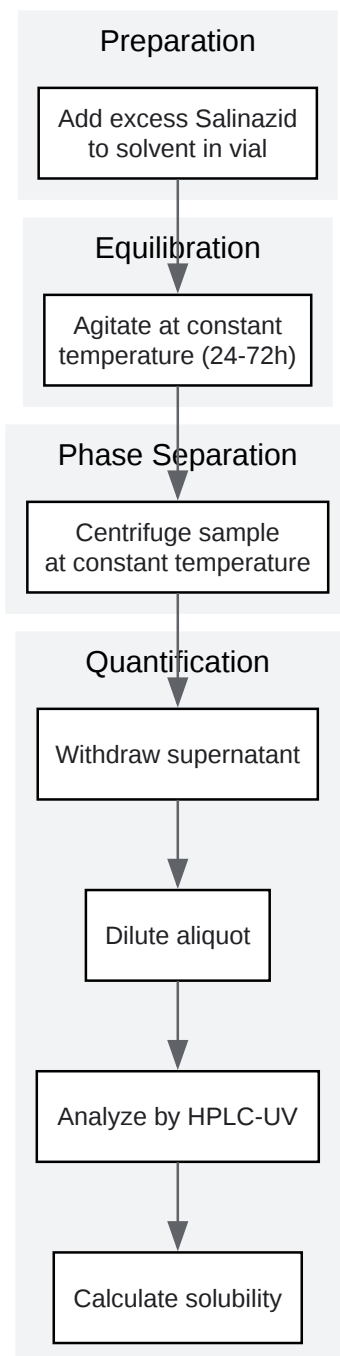 Preparation
Add excess Salinazid
to solvent in vial
Equilibration
Agitate at constant
temperature (24-72h)
Phase Separation
Centrifuge sample
at constant temperature
Quantification
Withdraw supernatant
Dilute aliquot
Analyze by HPLC-UV
Calculate solubility